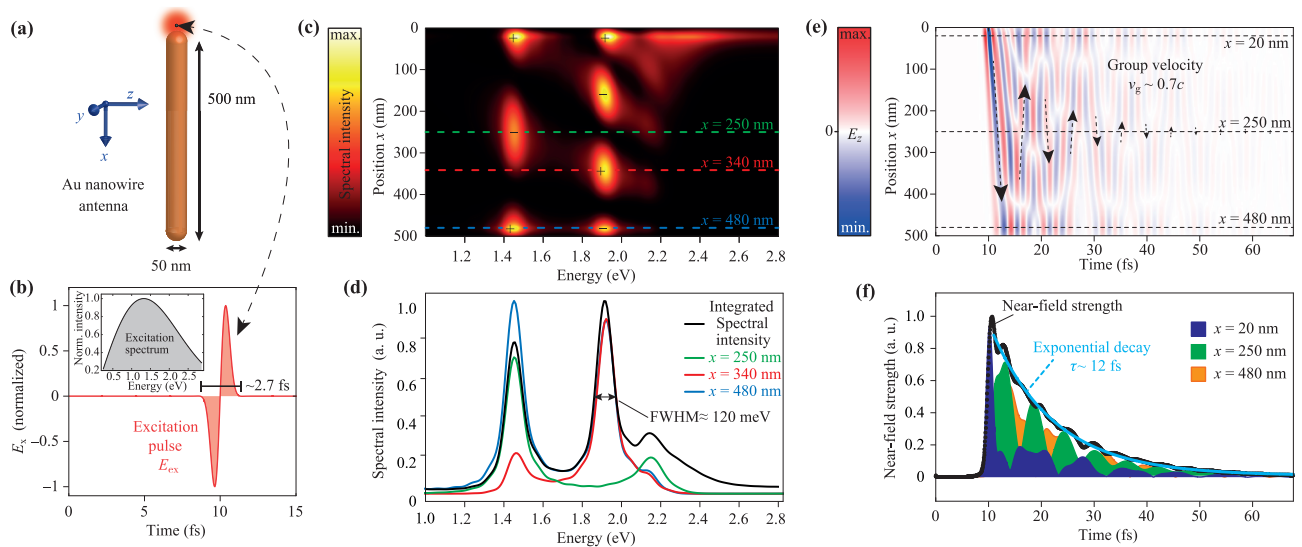 (a)
500 nm
z
y
x
Au nanowire
antenna
50 nm
(b)
E_x (normalized)
1
0
−0.5
−1
Norm. intensity
1.0
0.8
0.6
0.4
0.2
Excitation
spectrum
0.5 1.0 1.5 2.0 2.5
Energy (eV)
~2.7 fs
Excitation
pulse
E_ex
0 5 10 15
Time (fs)
(c)
max.
Spectral intensity
min.
Position x (nm)
0
100
200
300
400
500
+ +
−
− x = 250 nm
+ x = 340 nm
+ − x = 480 nm
1.2 1.4 1.6 1.8 2.0 2.2 2.4 2.6 2.8
Energy (eV)
(d)
Spectral intensity (a. u.)
1.0
0.8
0.6
0.4
0.2
0
Integrated
Spectral
intensity
x = 250 nm
x = 340 nm
x = 480 nm
FWHM≈ 120 meV
1.0 1.2 1.4 1.6 1.8 2.0 2.2 2.4 2.6 2.8
Energy (eV)
(e)
max.
0
E_z
min.
Position x (nm)
0
100
200
300
400
500
x = 20 nm
Group velocity
v_g ~ 0.7c
x = 250 nm
x = 480 nm
0 10 20 30 40 50 60
Time (fs)
(f)
Near-field strength (a. u.)
1.0
0.8
0.6
0.4
0.2
0
Near-field strength
Exponential decay
τ~ 12 fs
x = 20 nm
x = 250 nm
x = 480 nm
0 10 20 30 40 50 60
Time (fs)